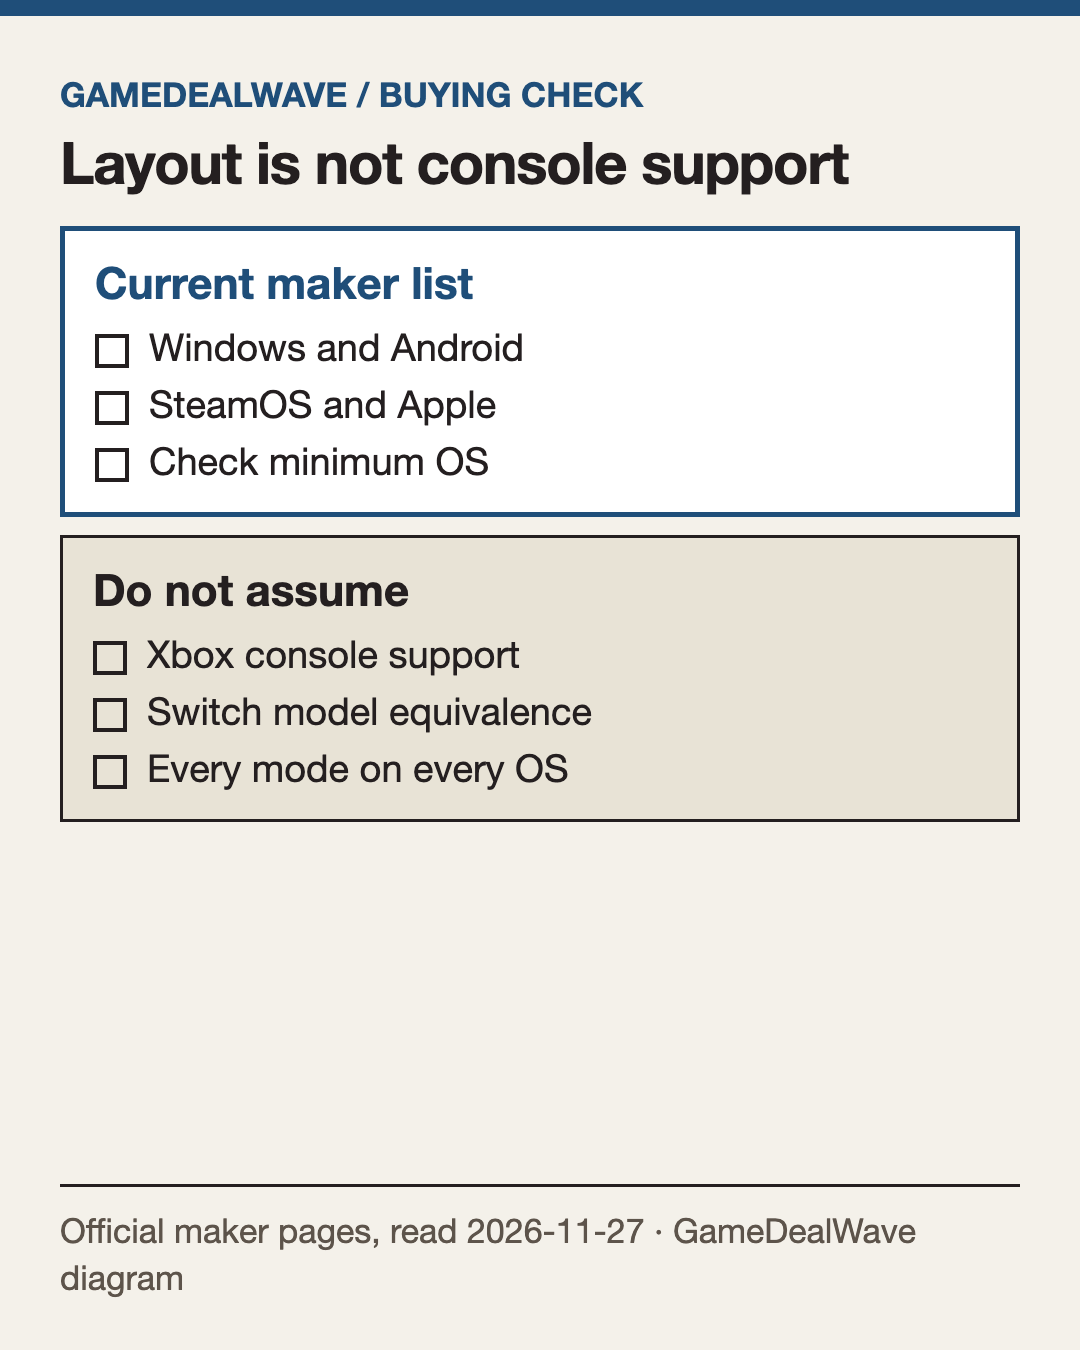 GAMEDEALWAVE / BUYING CHECK
Layout is not console support
Current maker list
Windows and Android
SteamOS and Apple
Check minimum OS
Do not assume
Xbox console support
Switch model equivalence
Every mode on every OS
Official maker pages, read 2026-11-27 · GameDealWave
diagram